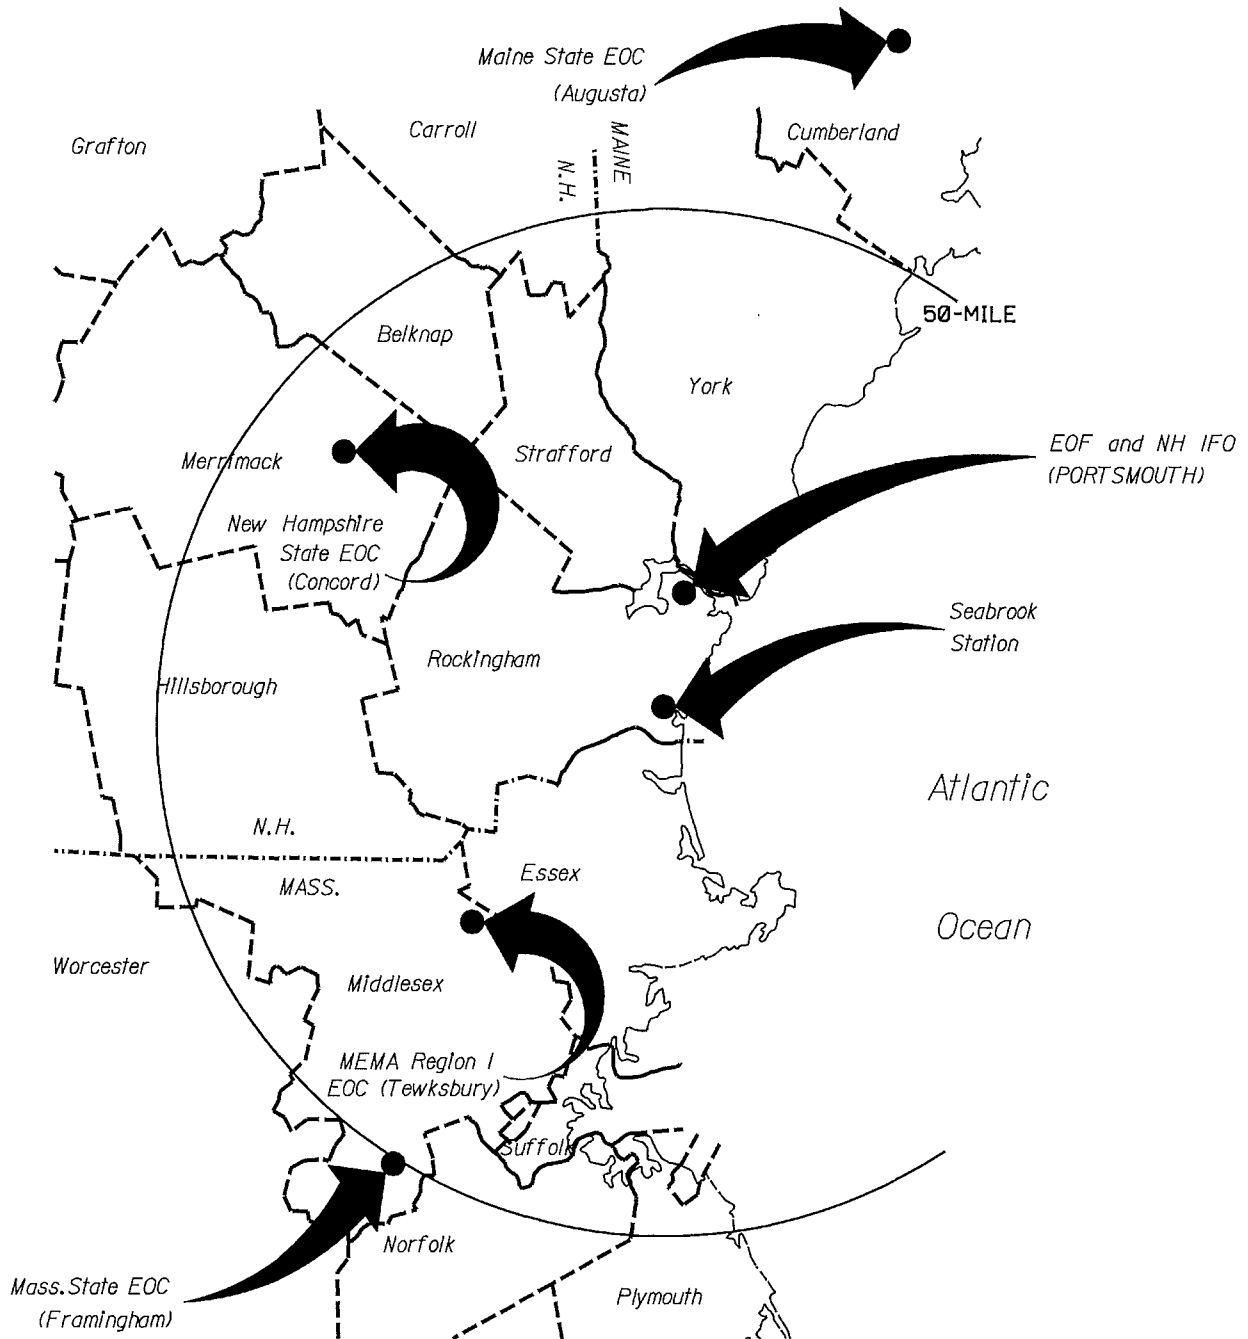 Maine State EOC
(Augusta)
Grafton
Carroll
MAINE
N.H.
Cumberland
50-MILE
Belknap
York
Merrimack
Strafford
EOF and NH IFO
(PORTSMOUTH)
New Hampshire
State EOC
(Concord)
Seabrook
Station
Rockingham
Hillsborough
Atlantic
N.H.
Essex
MASS.
Ocean
Worcester
Middlesex
MEMA Region I
EOC (Tewksbury)
Suffolk
Norfolk
Mass.State EOC
(Framingham)
Plymouth